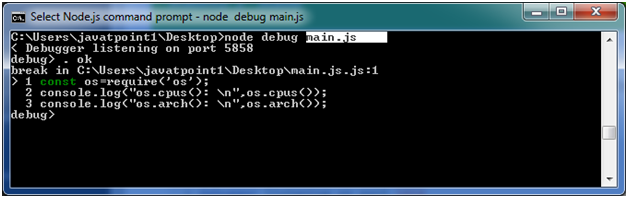 Select Node.js command prompt - node  debug main.js
C:\Users\javatpoint1\Desktop>node debug main.js
< Debugger listening on port 5858
debug> . ok
break in C:\Users\javatpoint1\Desktop\main.js.js:1
> 1 const os=require('os');
  2 console.log("os.cpus(): \n",os.cpus());
  3 console.log("os.arch(): \n",os.arch());
debug>